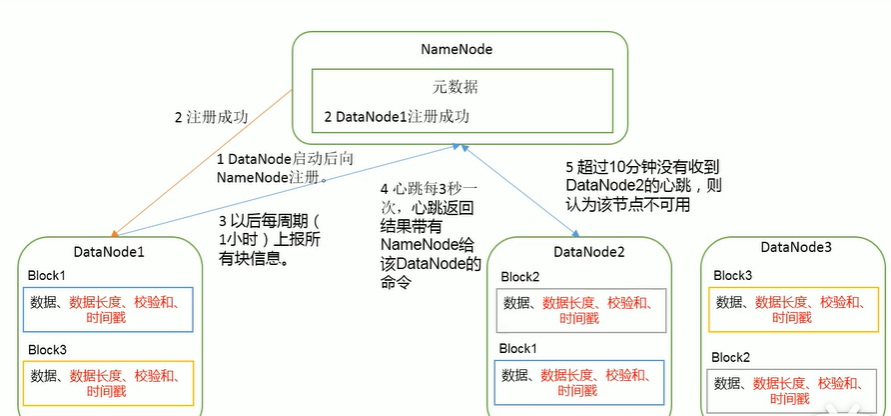 NameNode
元数据
2 DataNode1注册成功
2 注册成功
1 DataNode启动后向
NameNode注册。
3 以后每周期（
1小时）上报所
有块信息。
4 心跳每3秒一
次，心跳返回
结果带有
NameNode给
该DataNode的
命令
5 超过10分钟没有收到
DataNode2的心跳，则
认为该节点不可用
DataNode1
Block1
数据、数据长度、校验和、
时间戳
Block3
数据、数据长度、校验和、
时间戳
DataNode2
Block2
数据、数据长度、校验和、
时间戳
Block1
数据、数据长度、校验和、
时间戳
DataNode3
Block3
数据、数据长度、校验和、
时间戳
Block2
数据、数据长度、校验和、
时间戳